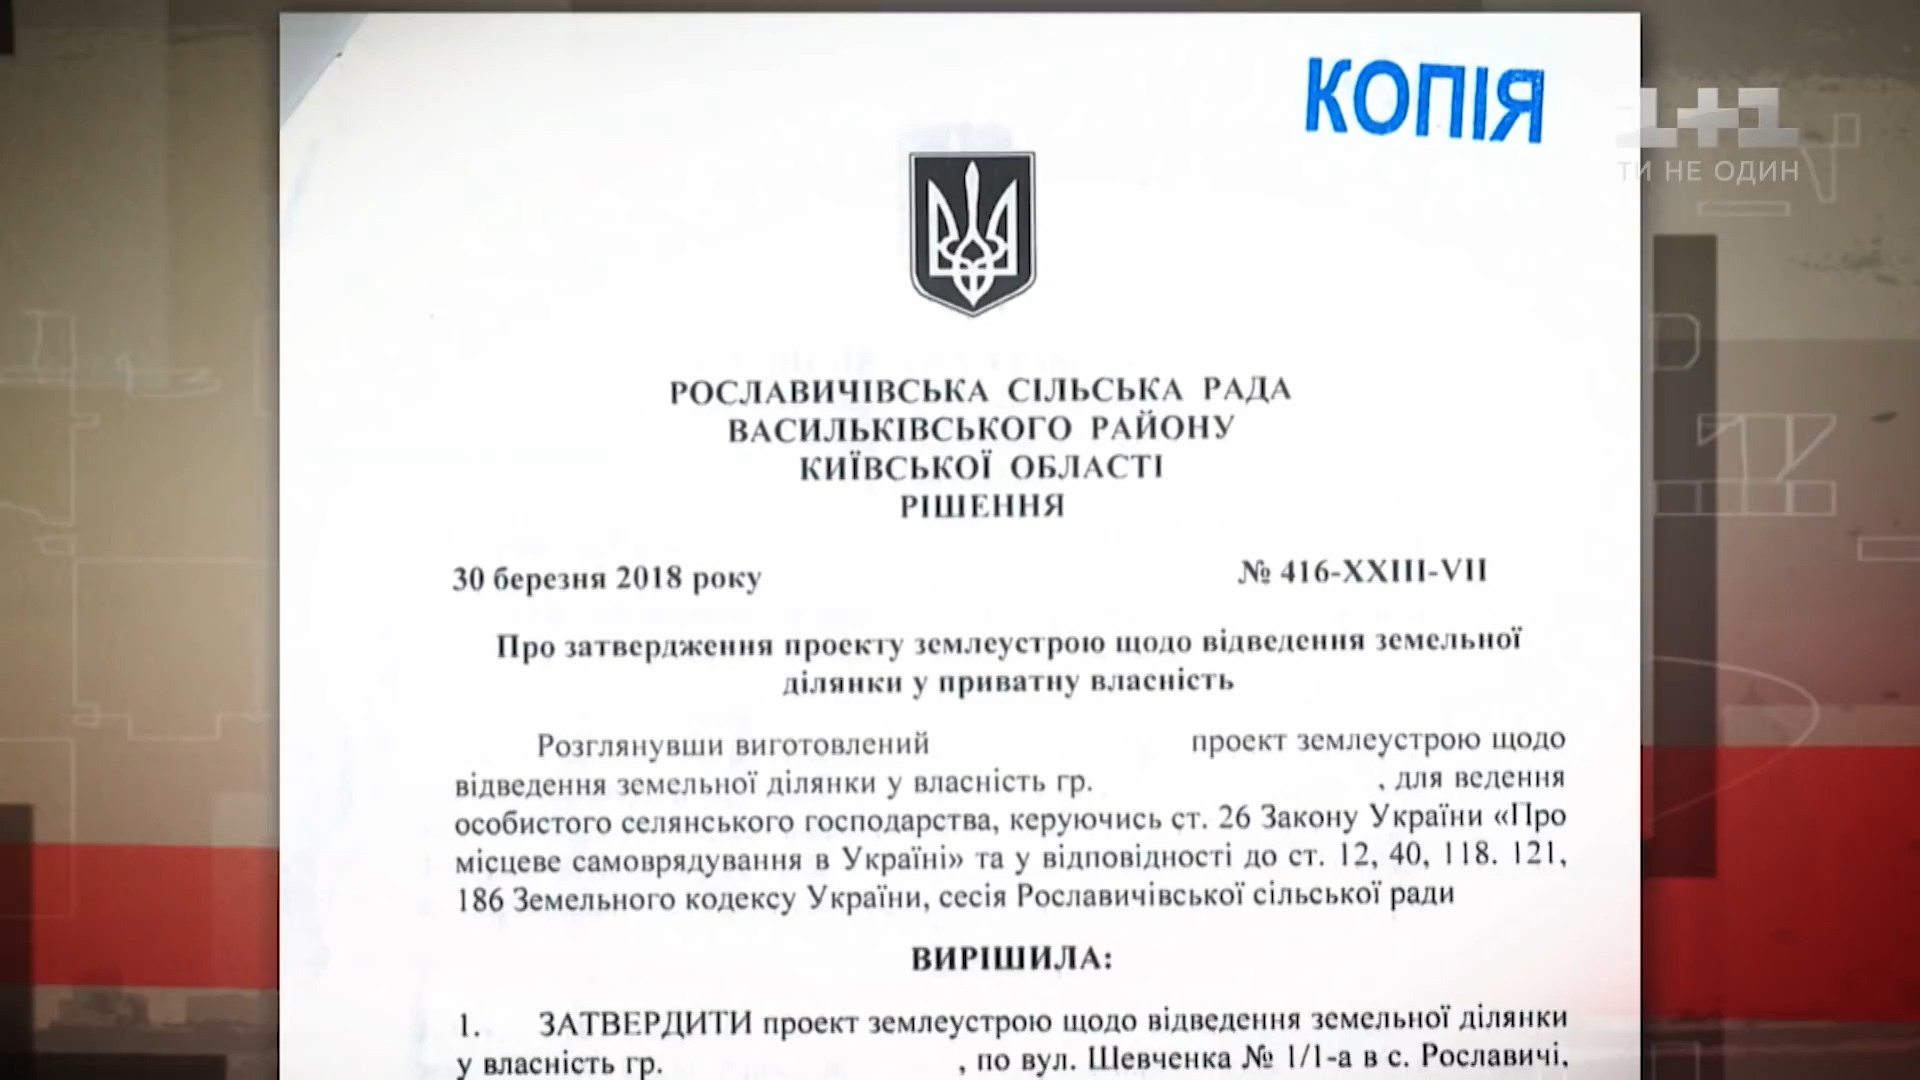 КОПІЯ
1+1
ТИ НЕ ОДИН
РОСЛАВИЧІВСЬКА СІЛЬСЬКА РАДА
ВАСИЛЬКІВСЬКОГО РАЙОНУ
КИЇВСЬКОЇ ОБЛАСТІ
РІШЕННЯ
30 березня 2018 року № 416-XXIII-VII
Про затвердження проекту землеустрою щодо відведення земельної
ділянки у приватну власність
Розглянувши виготовлений проект землеустрою щодо
відведення земельної ділянки у власність гр. , для ведення
особистого селянського господарства, керуючись ст. 26 Закону України «Про
місцеве самоврядування в Україні» та у відповідності до ст. 12, 40, 118. 121,
186 Земельного кодексу України, сесія Рославичівської сільської ради
ВИРІШИЛА:
1. ЗАТВЕРДИТИ проект землеустрою щодо відведення земельної ділянки
у власність гр. , по вул. Шевченка № 1/1-а в с. Рославичі,